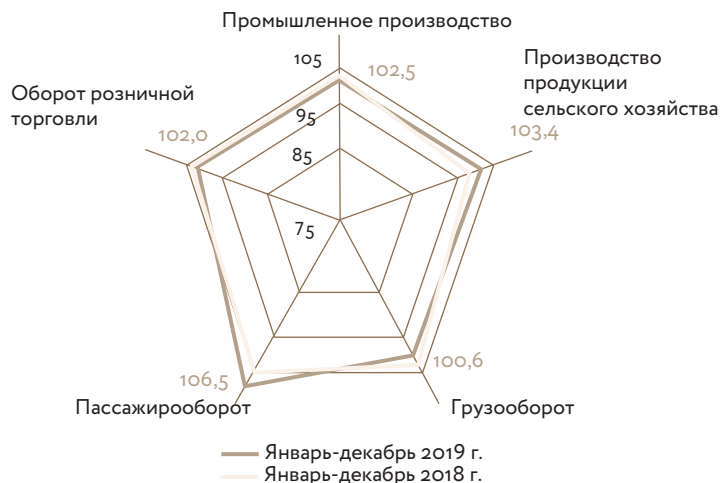 Промышленное производство
105
102,5
Производство
продукции
сельского хозяйства
103,4
Оборот розничной
торговли
102,0
95
85
75
106,5
100,6
Пассажирооборот
Грузооборот
Январь-декабрь 2019 г.
Январь-декабрь 2018 г.